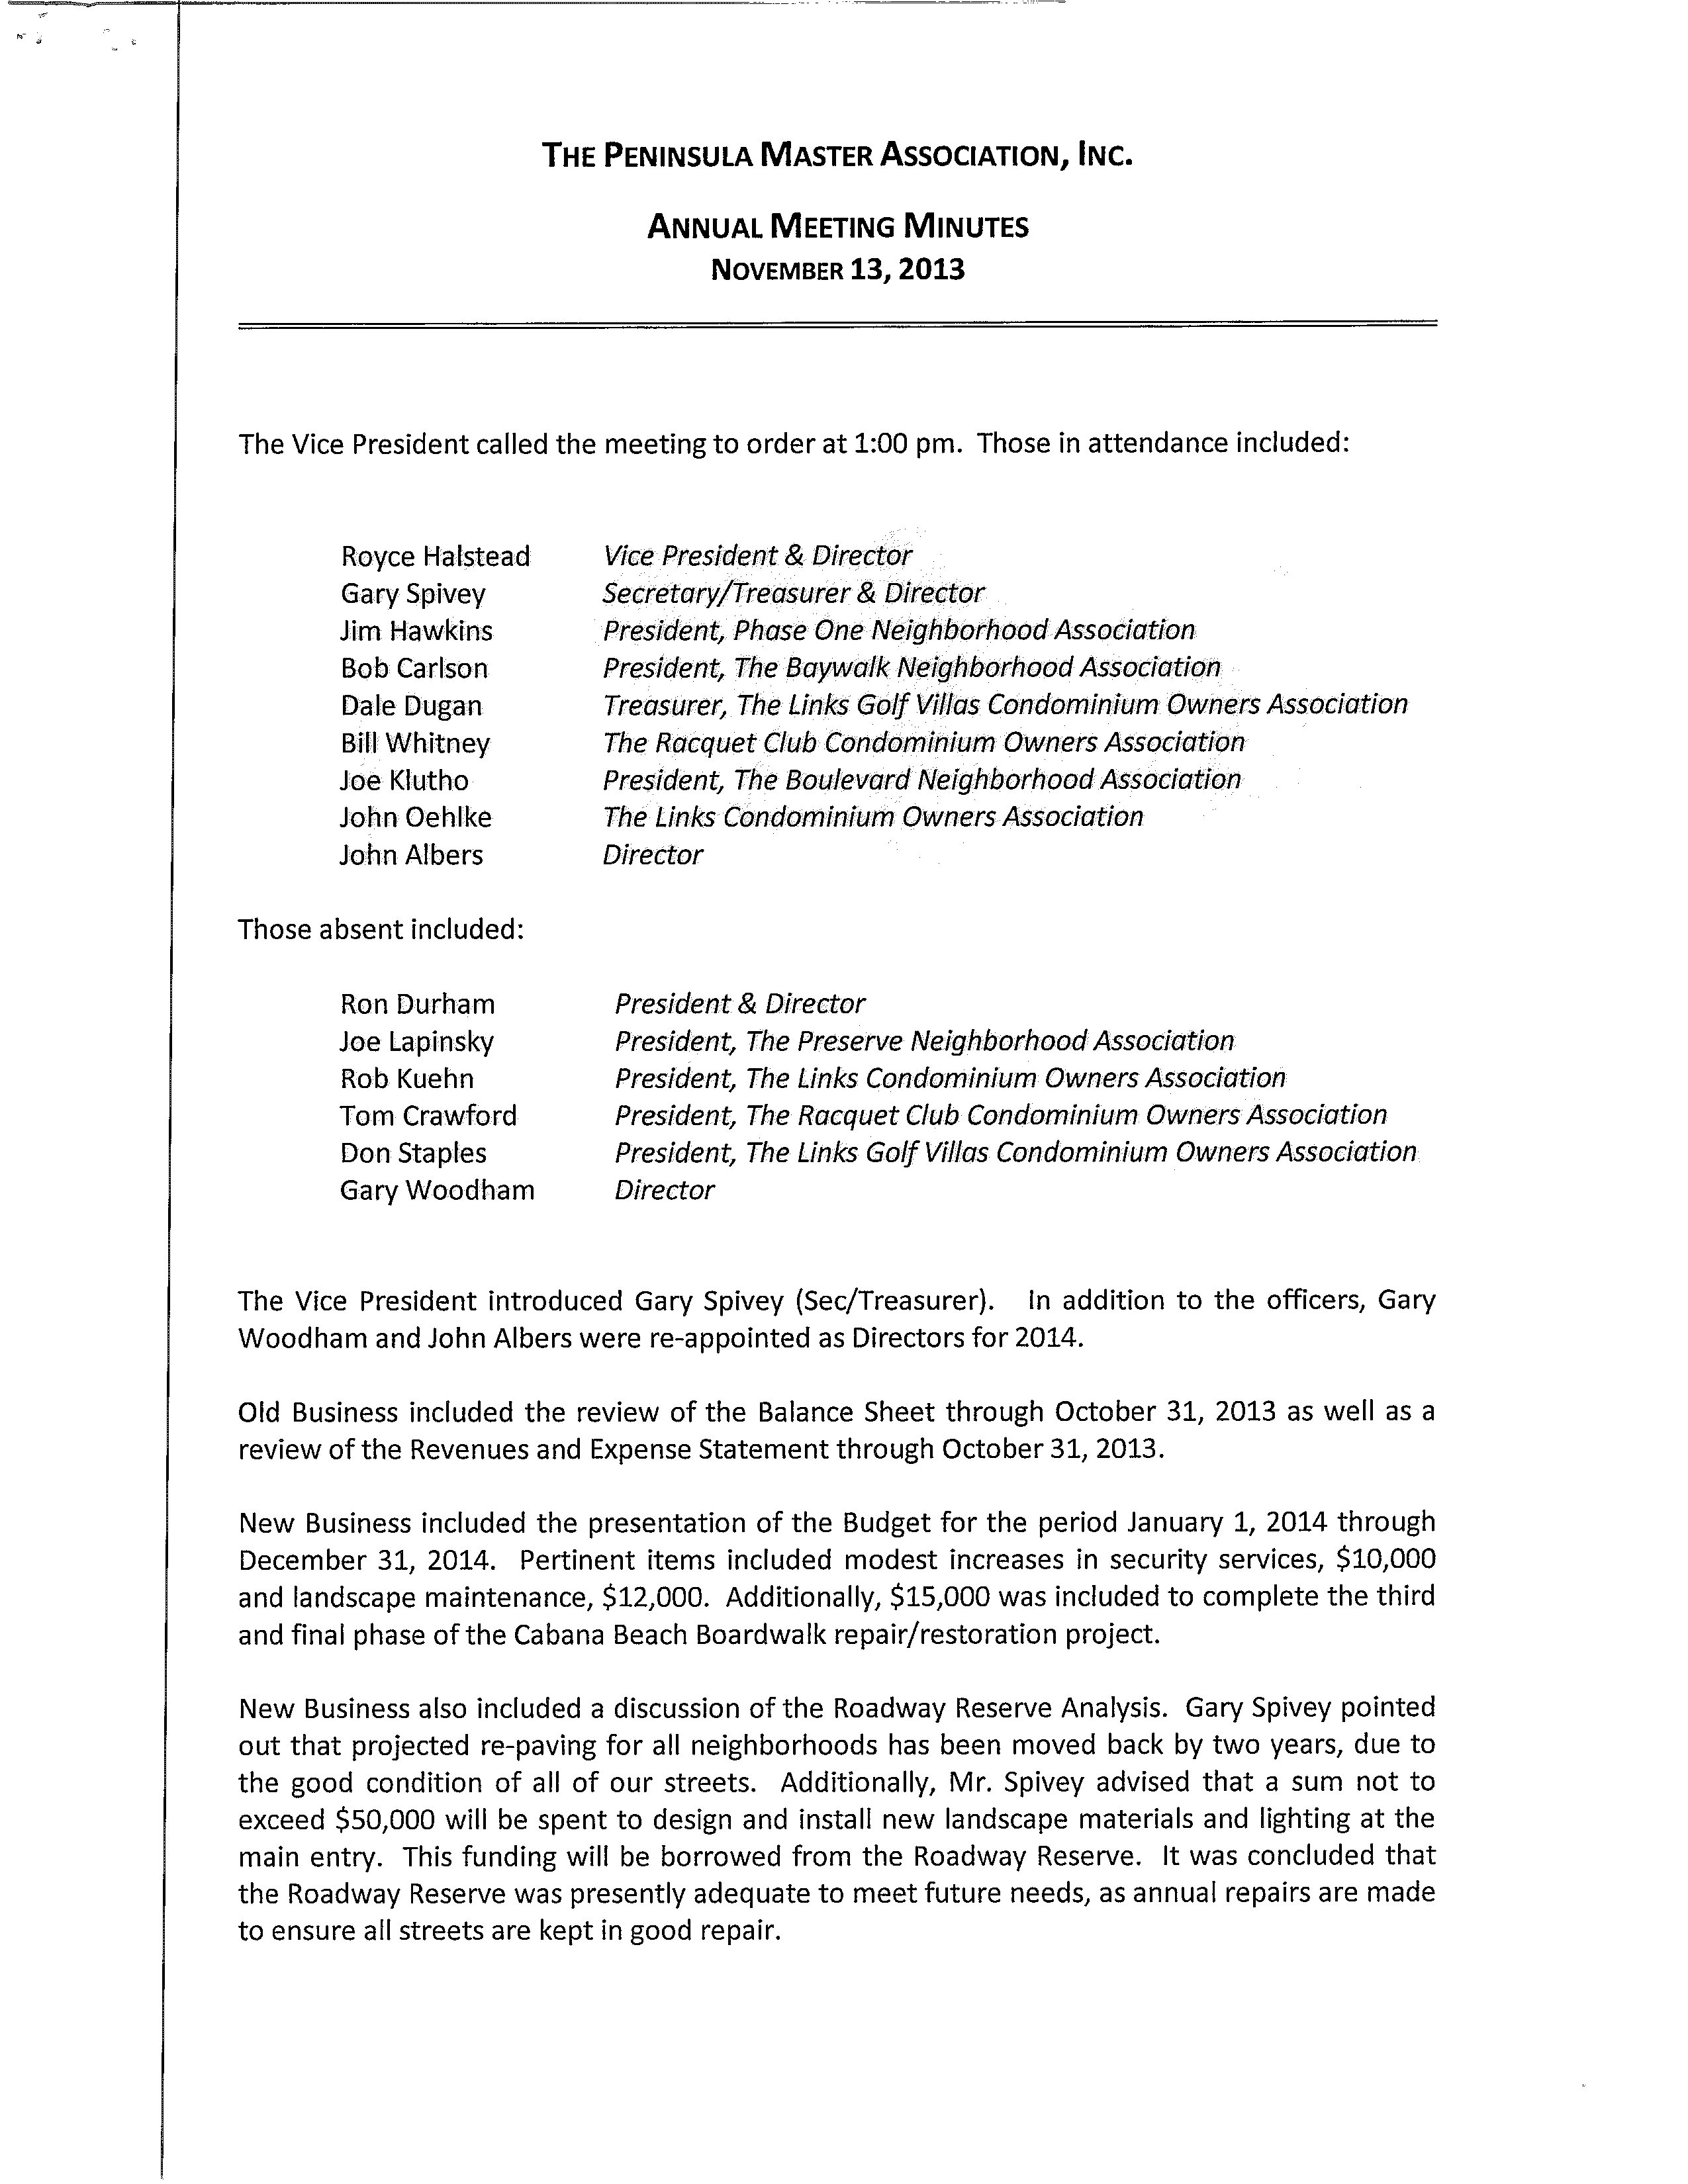 THE PENINSULA MASTER ASSOCIATION, INC.
ANNUAL MEETING MINUTES
NOVEMBER 13, 2013
The Vice President called the meeting to order at 1:00 pm. Those in attendance included:
Royce Halstead Vice President & Director
Gary Spivey Secretary/Treasurer & Director
Jim Hawkins President, Phase One Neighborhood Association
Bob Carlson President, The Baywalk Neighborhood Association
Dale Dugan Treasurer, The Links Golf Villas Condominium Owners Association
Bill Whitney The Racquet Club Condominium Owners Association
Joe Klutho President, The Boulevard Neighborhood Association
John Oehlke The Links Condominium Owners Association
John Albers Director
Those absent included:
Ron Durham President & Director
Joe Lapinsky President, The Preserve Neighborhood Association
Rob Kuehn President, The Links Condominium Owners Association
Tom Crawford President, The Racquet Club Condominium Owners Association
Don Staples President, The Links Golf Villas Condominium Owners Association
Gary Woodham Director
The Vice President introduced Gary Spivey (Sec/Treasurer). In addition to the officers, Gary
Woodham and John Albers were re-appointed as Directors for 2014.
Old Business included the review of the Balance Sheet through October 31, 2013 as well as a
review of the Revenues and Expense Statement through October 31, 2013.
New Business included the presentation of the Budget for the period January 1, 2014 through
December 31, 2014. Pertinent items included modest increases in security services, $10,000
and landscape maintenance, $12,000. Additionally, $15,000 was included to complete the third
and final phase of the Cabana Beach Boardwalk repair/restoration project.
New Business also included a discussion of the Roadway Reserve Analysis. Gary Spivey pointed
out that projected re-paving for all neighborhoods has been moved back by two years, due to
the good condition of all of our streets. Additionally, Mr. Spivey advised that a sum not to
exceed $50,000 will be spent to design and install new landscape materials and lighting at the
main entry. This funding will be borrowed from the Roadway Reserve. It was concluded that
the Roadway Reserve was presently adequate to meet future needs, as annual repairs are made
to ensure all streets are kept in good repair.